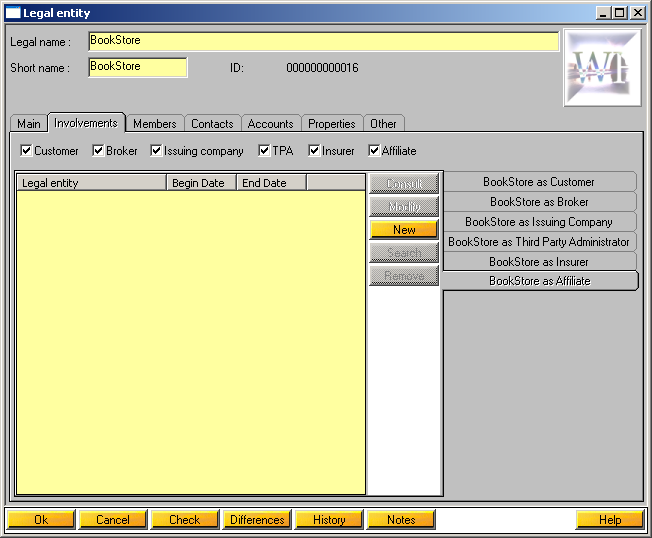 Legal entity
Legal name : BookStore
Short name : BookStore ID: 000000000016
Main Involvements Members Contacts Accounts Properties Other
Customer Broker Issuing company TPA Insurer Affiliate
Legal entity Begin Date End Date
Consult
Modify
New
Search
Remove
BookStore as Customer
BookStore as Broker
BookStore as Issuing Company
BookStore as Third Party Administrator
BookStore as Insurer
BookStore as Affiliate
Ok Cancel Check Differences History Notes Help